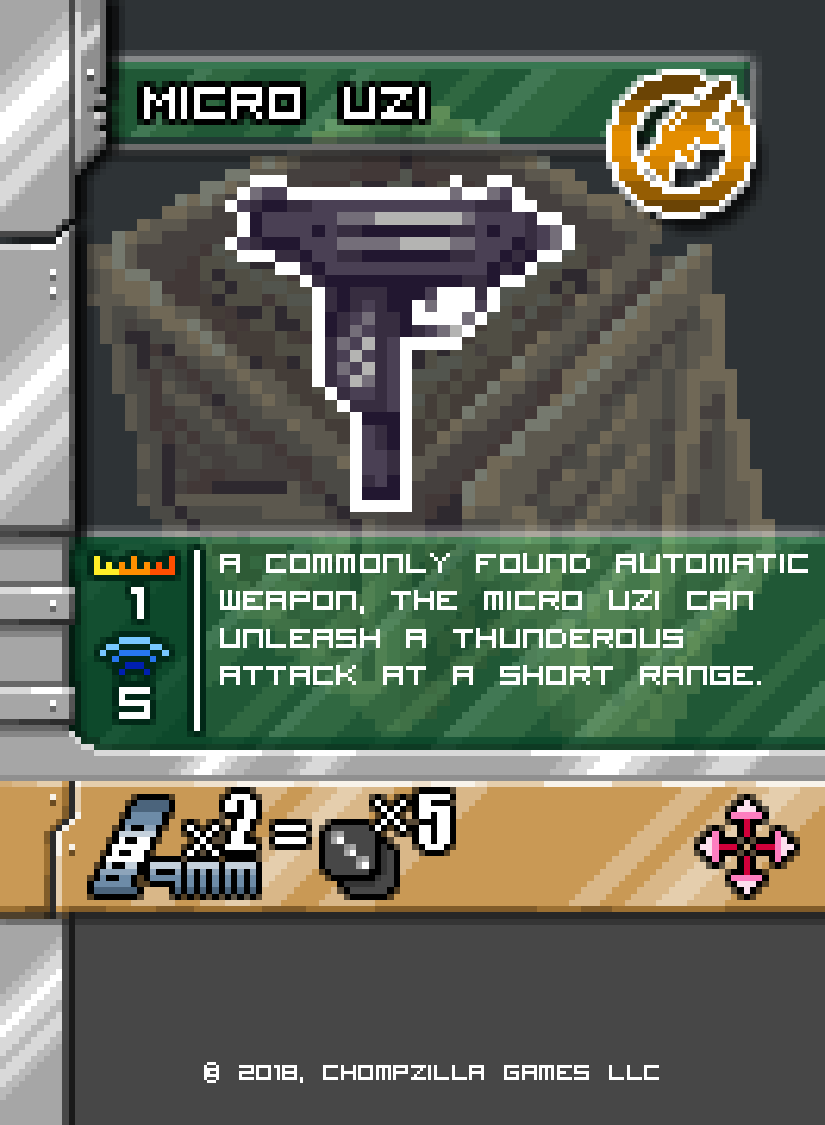 MICRO UZI
A COMMONLY FOUND AUTOMATIC
1
WEAPON, THE MICRO UZI CAN
UNLEASH A THUNDEROUS
5
ATTACK AT A SHORT RANGE.
x2 = x5
9mm
© 2018, CHOMPZILLA GAMES LLC